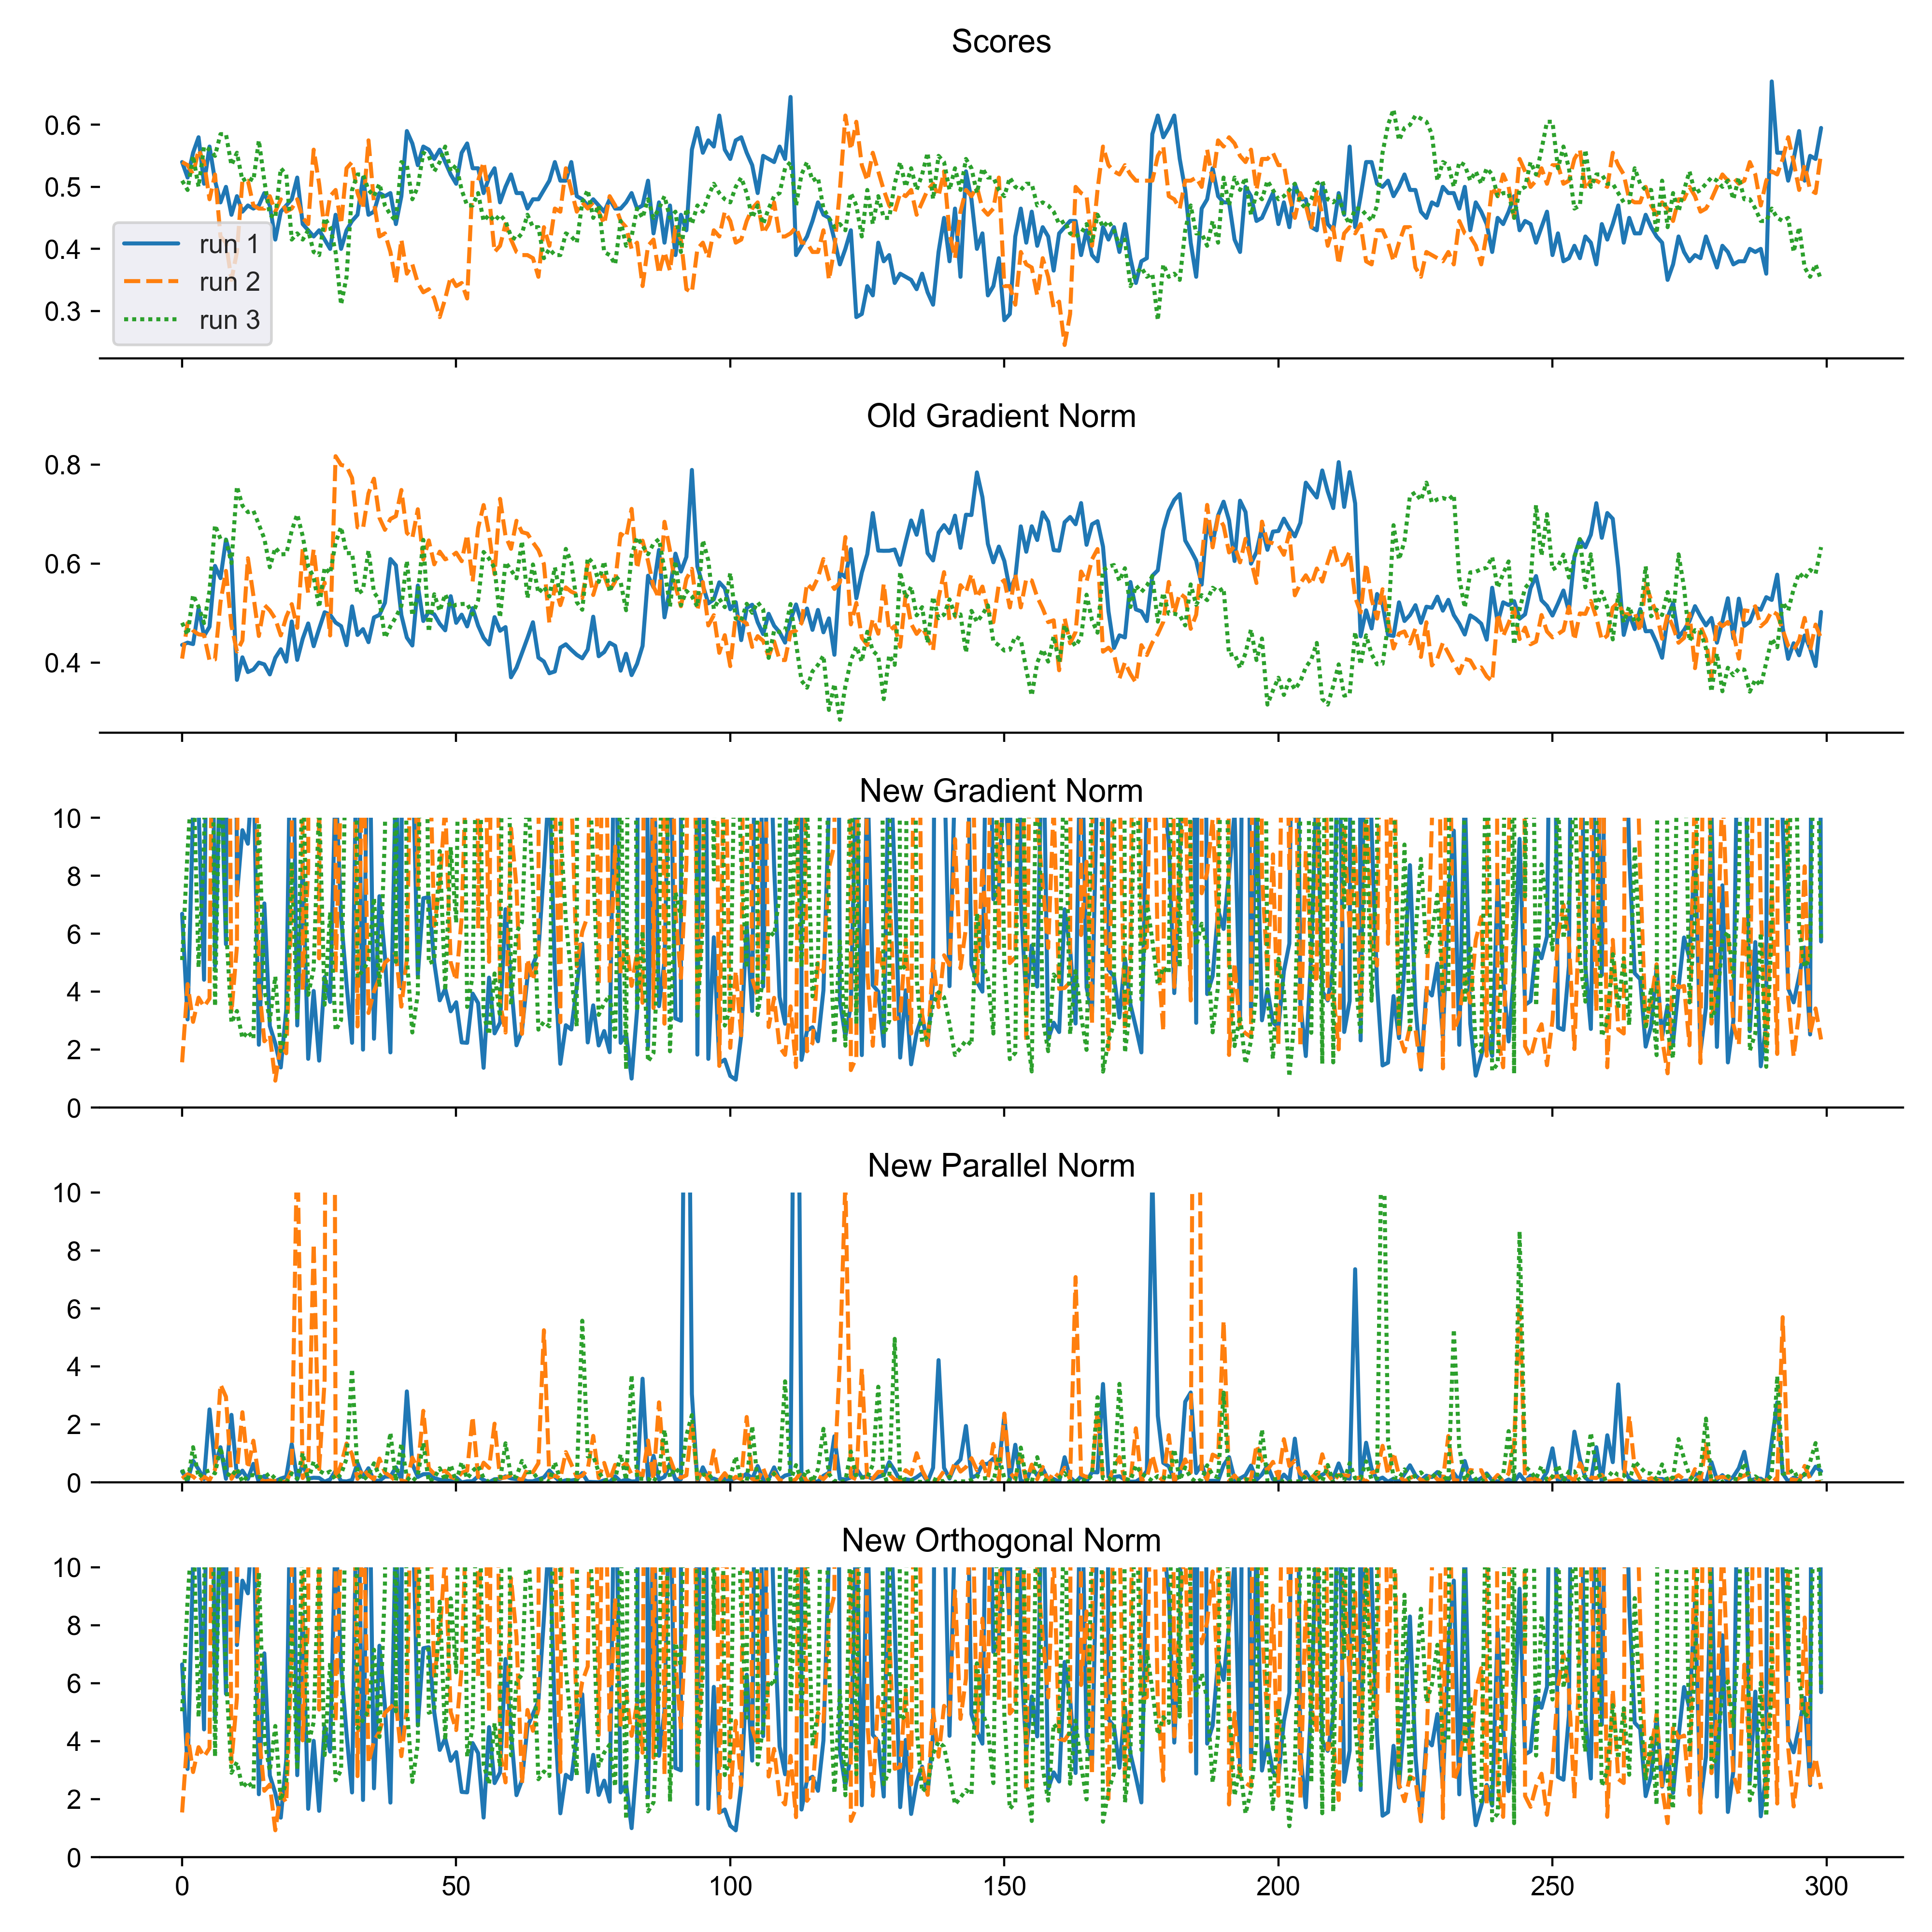 Scores
0.6
0.5
0.4
0.3
run 1
run 2
run 3
Old Gradient Norm
0.8
0.6
0.4
New Gradient Norm
10
8
6
4
2
0
New Parallel Norm
10
8
6
4
2
0
New Orthogonal Norm
10
8
6
4
2
0
0 50 100 150 200 250 300